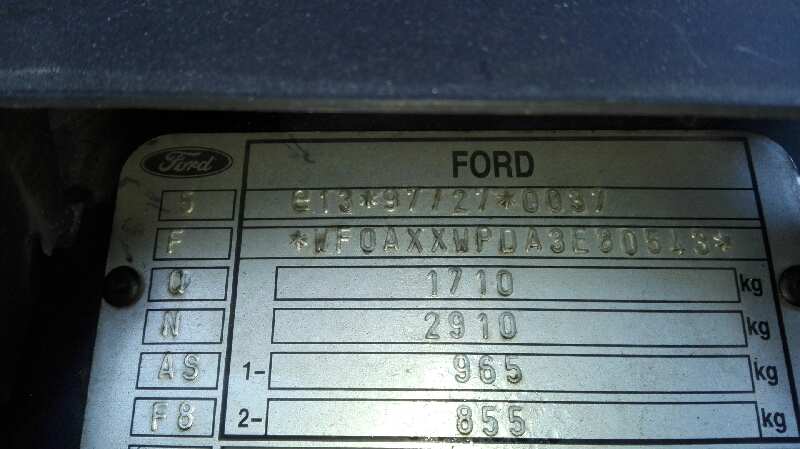 Ford FORD
5 e13*97/27*0037
F *WF0AXXWPDA3E80543*
Q 1710 kg
N 2910 kg
AS 1- 965 kg
F8 2- 855 kg